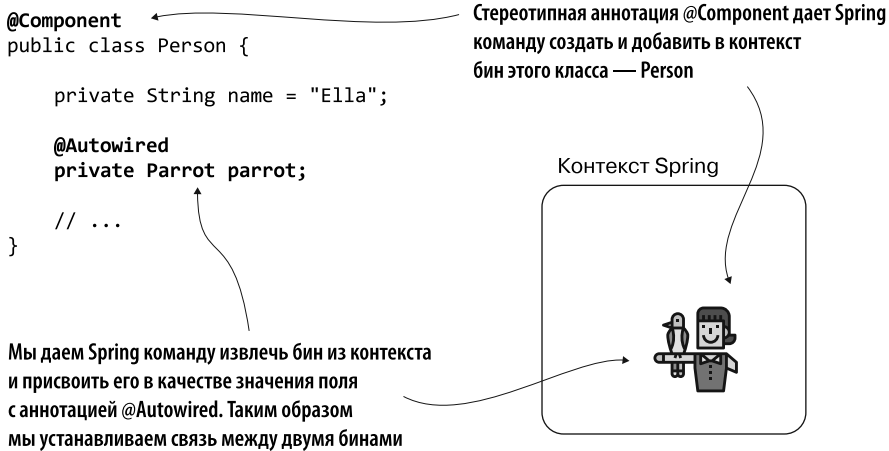 @Component
public class Person {
private String name = "Ella";
@Autowired
private Parrot parrot;
// ...
}
Стереотипная аннотация @Component дает Spring
команду создать и добавить в контекст
бин этого класса — Person
Контекст Spring
Мы даем Spring команду извлечь бин из контекста
и присвоить его в качестве значения поля
с аннотацией @Autowired. Таким образом
мы устанавливаем связь между двумя бинами